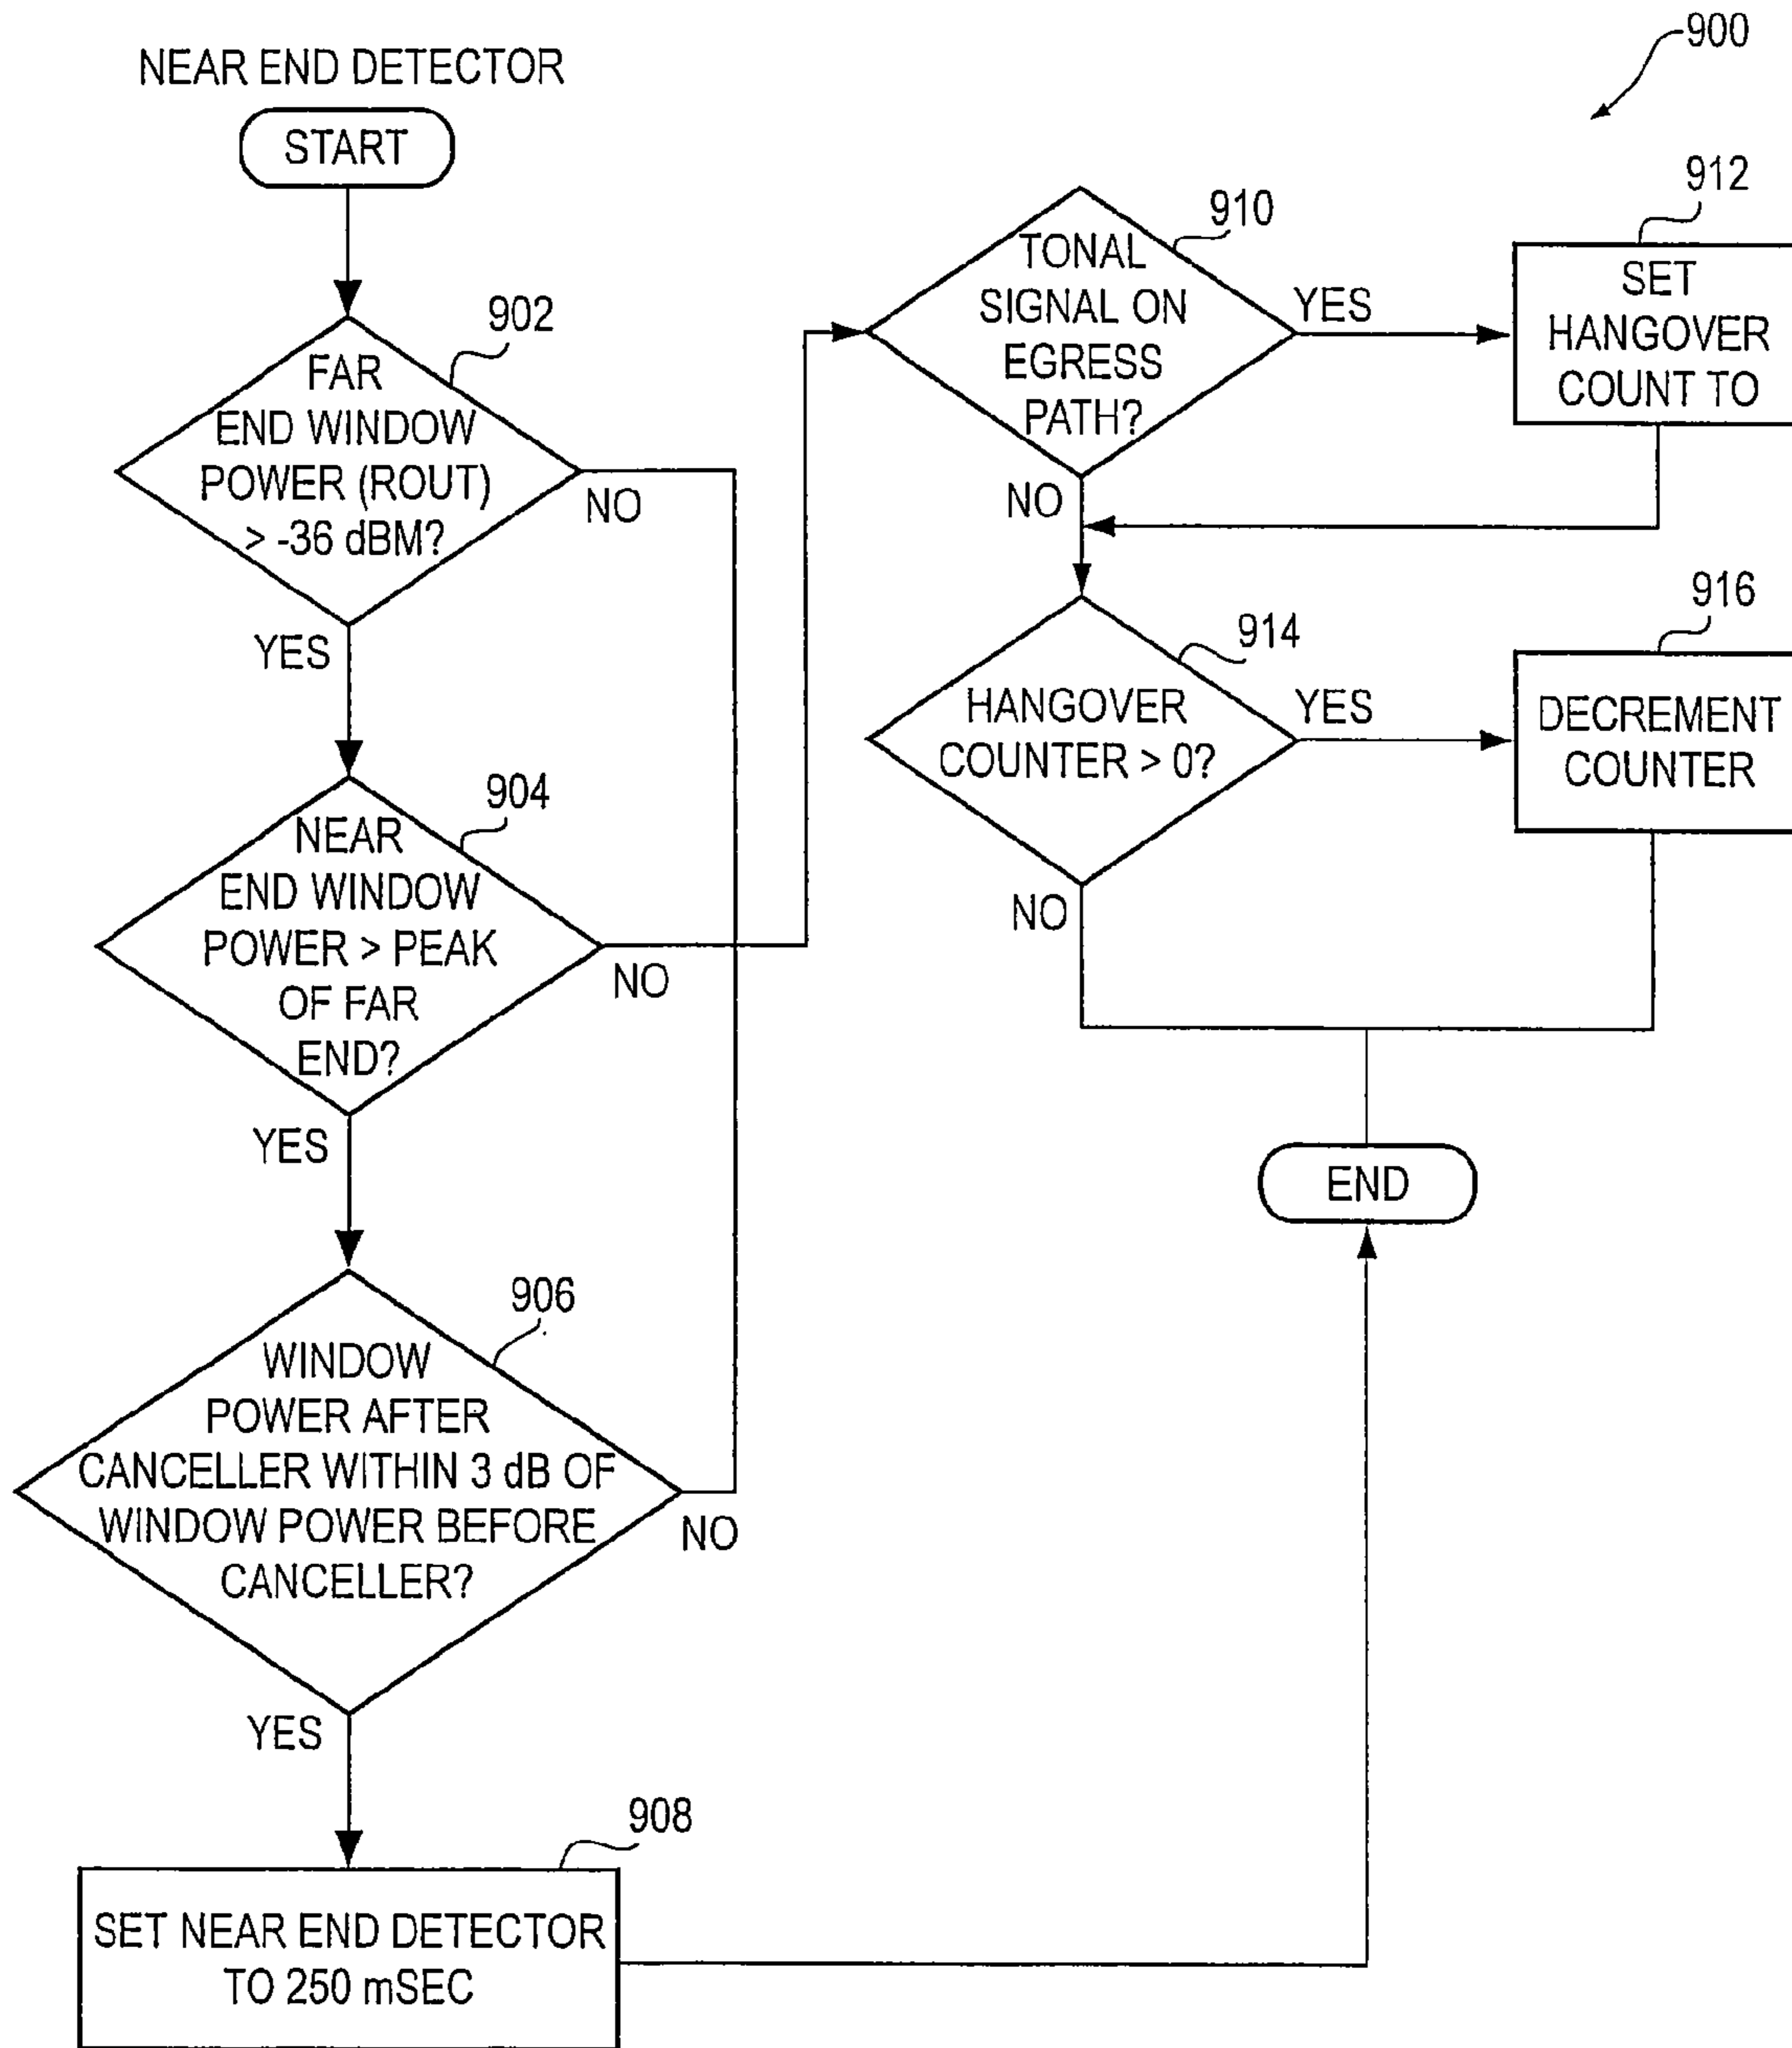 900
NEAR END DETECTOR
START
902
FAR
END WINDOW
POWER (ROUT)
> -36 dBM?
NO
YES
904
NEAR
END WINDOW
POWER > PEAK
OF FAR
END?
NO
YES
906
WINDOW
POWER AFTER
CANCELLER WITHIN 3 dB OF
WINDOW POWER BEFORE
CANCELLER?
NO
YES
908
SET NEAR END DETECTOR
TO 250 mSEC
910
TONAL
SIGNAL ON
EGRESS
PATH?
YES
NO
912
SET
HANGOVER
COUNT TO
914
HANGOVER
COUNTER > 0?
YES
NO
916
DECREMENT
COUNTER
END